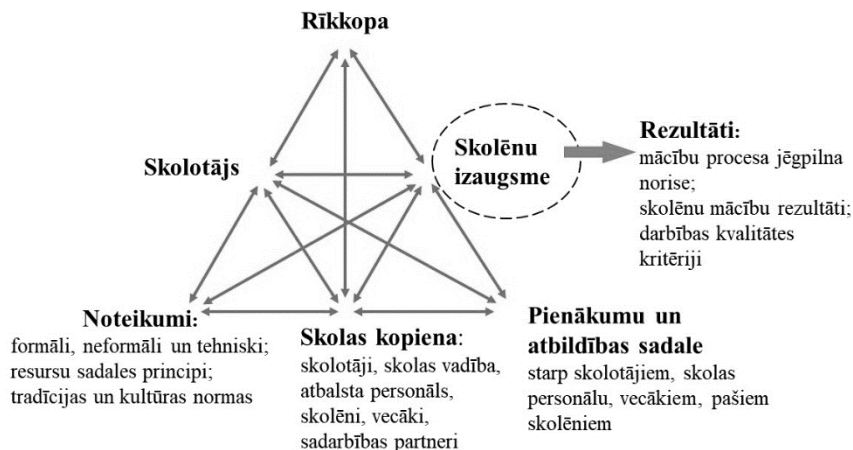 Rīkkopa
Skolotājs
Skolēnu
izaugsme
Rezultāti:
mācību procesa jēgpilna
norise;
skolēnu mācību rezultāti;
darbības kvalitātes
kritēriji
Noteikumi:
formāli, neformāli un tehniski;
resursu sadales principi;
tradīcijas un kultūras normas
Skolas kopiena:
skolotāji, skolas vadība,
atbalsta personāls,
skolēni, vecāki,
sadarbības partneri
Pienākumu un
atbildības sadale
starp skolotājiem, skolas
personālu, vecākiem, pašiem
skolēniem